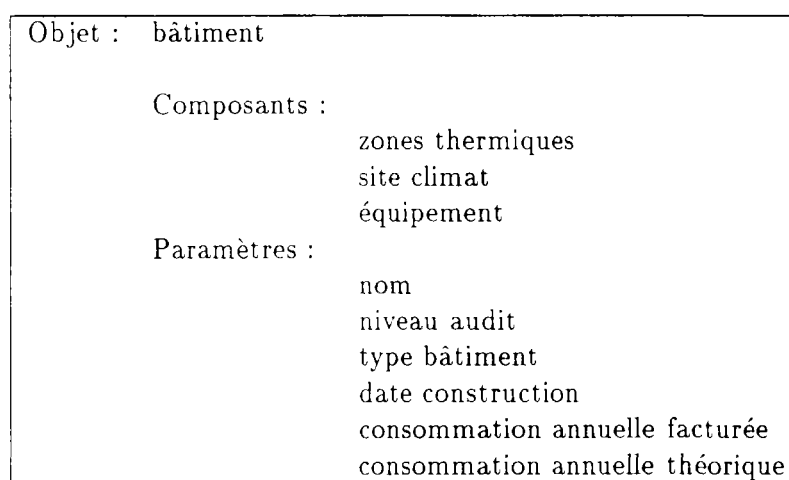 Objet : bâtiment
Composants :
zones thermiques
site climat
équipement
Paramètres :
nom
niveau audit
type bâtiment
date construction
consommation annuelle facturée
consommation annuelle théorique